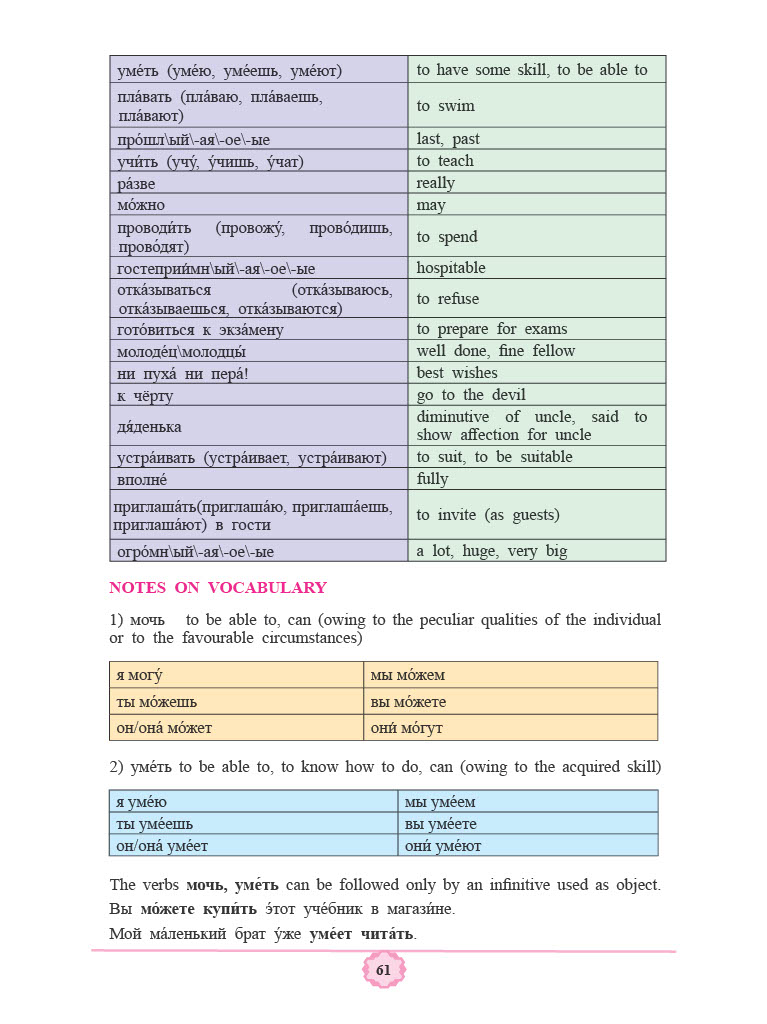 уме́ть (уме́ю, уме́ешь, уме́ют) to have some skill, to be able to
пла́вать (пла́ваю, пла́ваешь,
пла́вают) to swim
про́шл\ый\-ая\-ое\-ые last, past
учи́ть (учу́, у́чишь, у́чат) to teach
ра́зве really
мо́жно may
проводи́ть (провожу́, прово́дишь,
прово́дят) to spend
гостеприи́мн\ый\-ая\-ое\-ые hospitable
отка́зываться (отка́зываюсь,
отка́зываешься, отка́зываются) to refuse
гото́виться к экза́мену to prepare for exams
молоде́ц\молодцы́ well done, fine fellow
ни пуха́ ни пера́! best wishes
к чёрту go to the devil
дя́денька diminutive of uncle, said to
show affection for uncle
устра́ивать (устра́ивает, устра́ивают) to suit, to be suitable
вполне́ fully
приглаша́ть(приглаша́ю, приглаша́ешь,
приглаша́ют) в гости to invite (as guests)
огро́мн\ый\-ая\-ое\-ые a lot, huge, very big
NOTES ON VOCABULARY
1) мочь to be able to, can (owing to the peculiar qualities of the individual
or to the favourable circumstances)
я могу́ мы мо́жем
ты мо́жешь вы мо́жете
он/она́ мо́жет они́ мо́гут
2) уме́ть to be able to, to know how to do, can (owing to the acquired skill)
я уме́ю мы уме́ем
ты уме́ешь вы уме́ете
он/она́ уме́ет они́ уме́ют
The verbs мочь, уме́ть can be followed only by an infinitive used as object.
Вы мо́жете купи́ть э́тот уче́бник в магази́не.
Мой ма́ленький брат у́же уме́ет чита́ть.
61